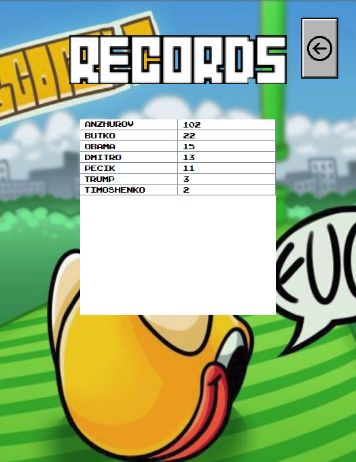 RECORDS
ANZHUROV 102
BUTKO 22
OBAMA 15
DMITRO 13
PECIK 11
TRUMP 3
TIMOSHENKO 2